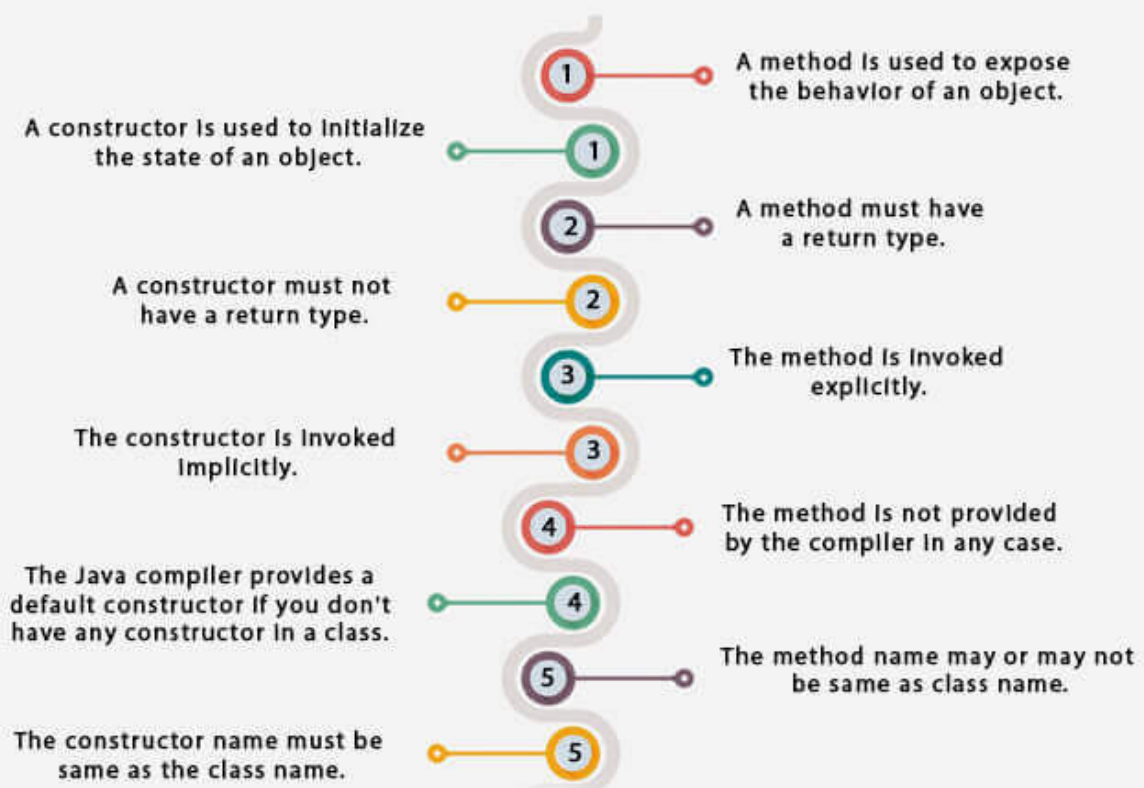 1
A method is used to expose
the behavior of an object.
A constructor is used to initialize
the state of an object.
1
2
A method must have
a return type.
A constructor must not
have a return type.
2
3
The method is invoked
explicitly.
The constructor is invoked
implicitly.
3
4
The method is not provided
by the compiler in any case.
The Java compiler provides a
default constructor if you don't
have any constructor in a class.
4
5
The method name may or may not
be same as class name.
The constructor name must be
same as the class name.
5